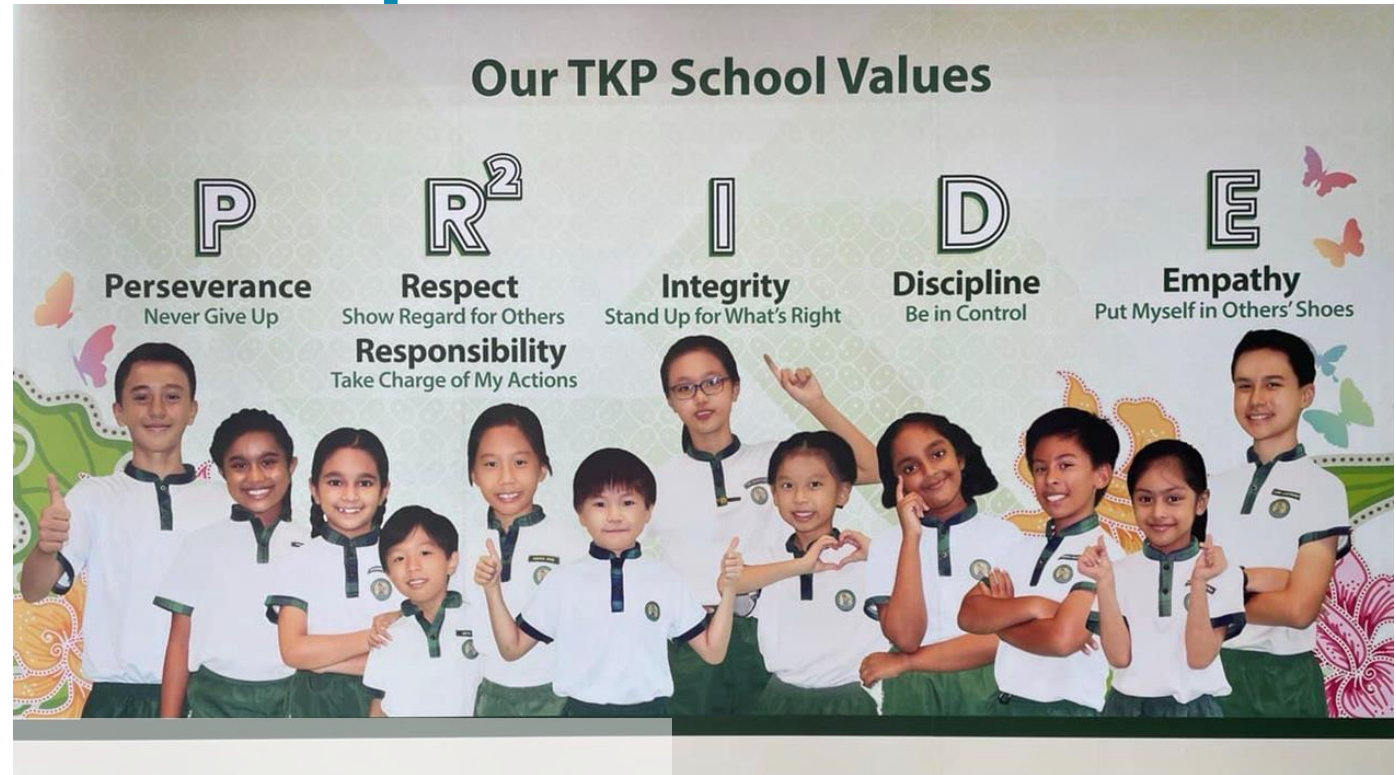 Our TKP School Values
P R² I D E
Perseverance
Never Give Up
Respect
Show Regard for Others
Responsibility
Take Charge of My Actions
Integrity
Stand Up for What's Right
Discipline
Be in Control
Empathy
Put Myself in Others' Shoes